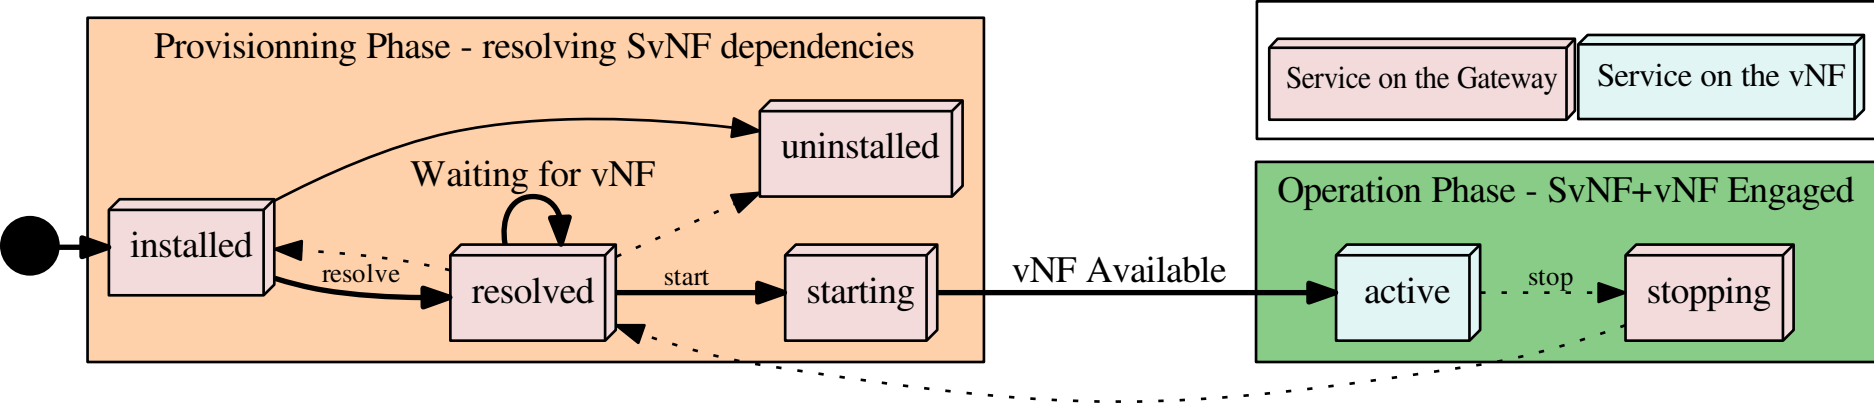 Provisionning Phase - resolving SvNF dependencies
Service on the Gateway
Service on the vNF
uninstalled
Waiting for vNF
Operation Phase - SvNF+vNF Engaged
installed
resolve
resolved
start
starting
vNF Available
active
stop
stopping